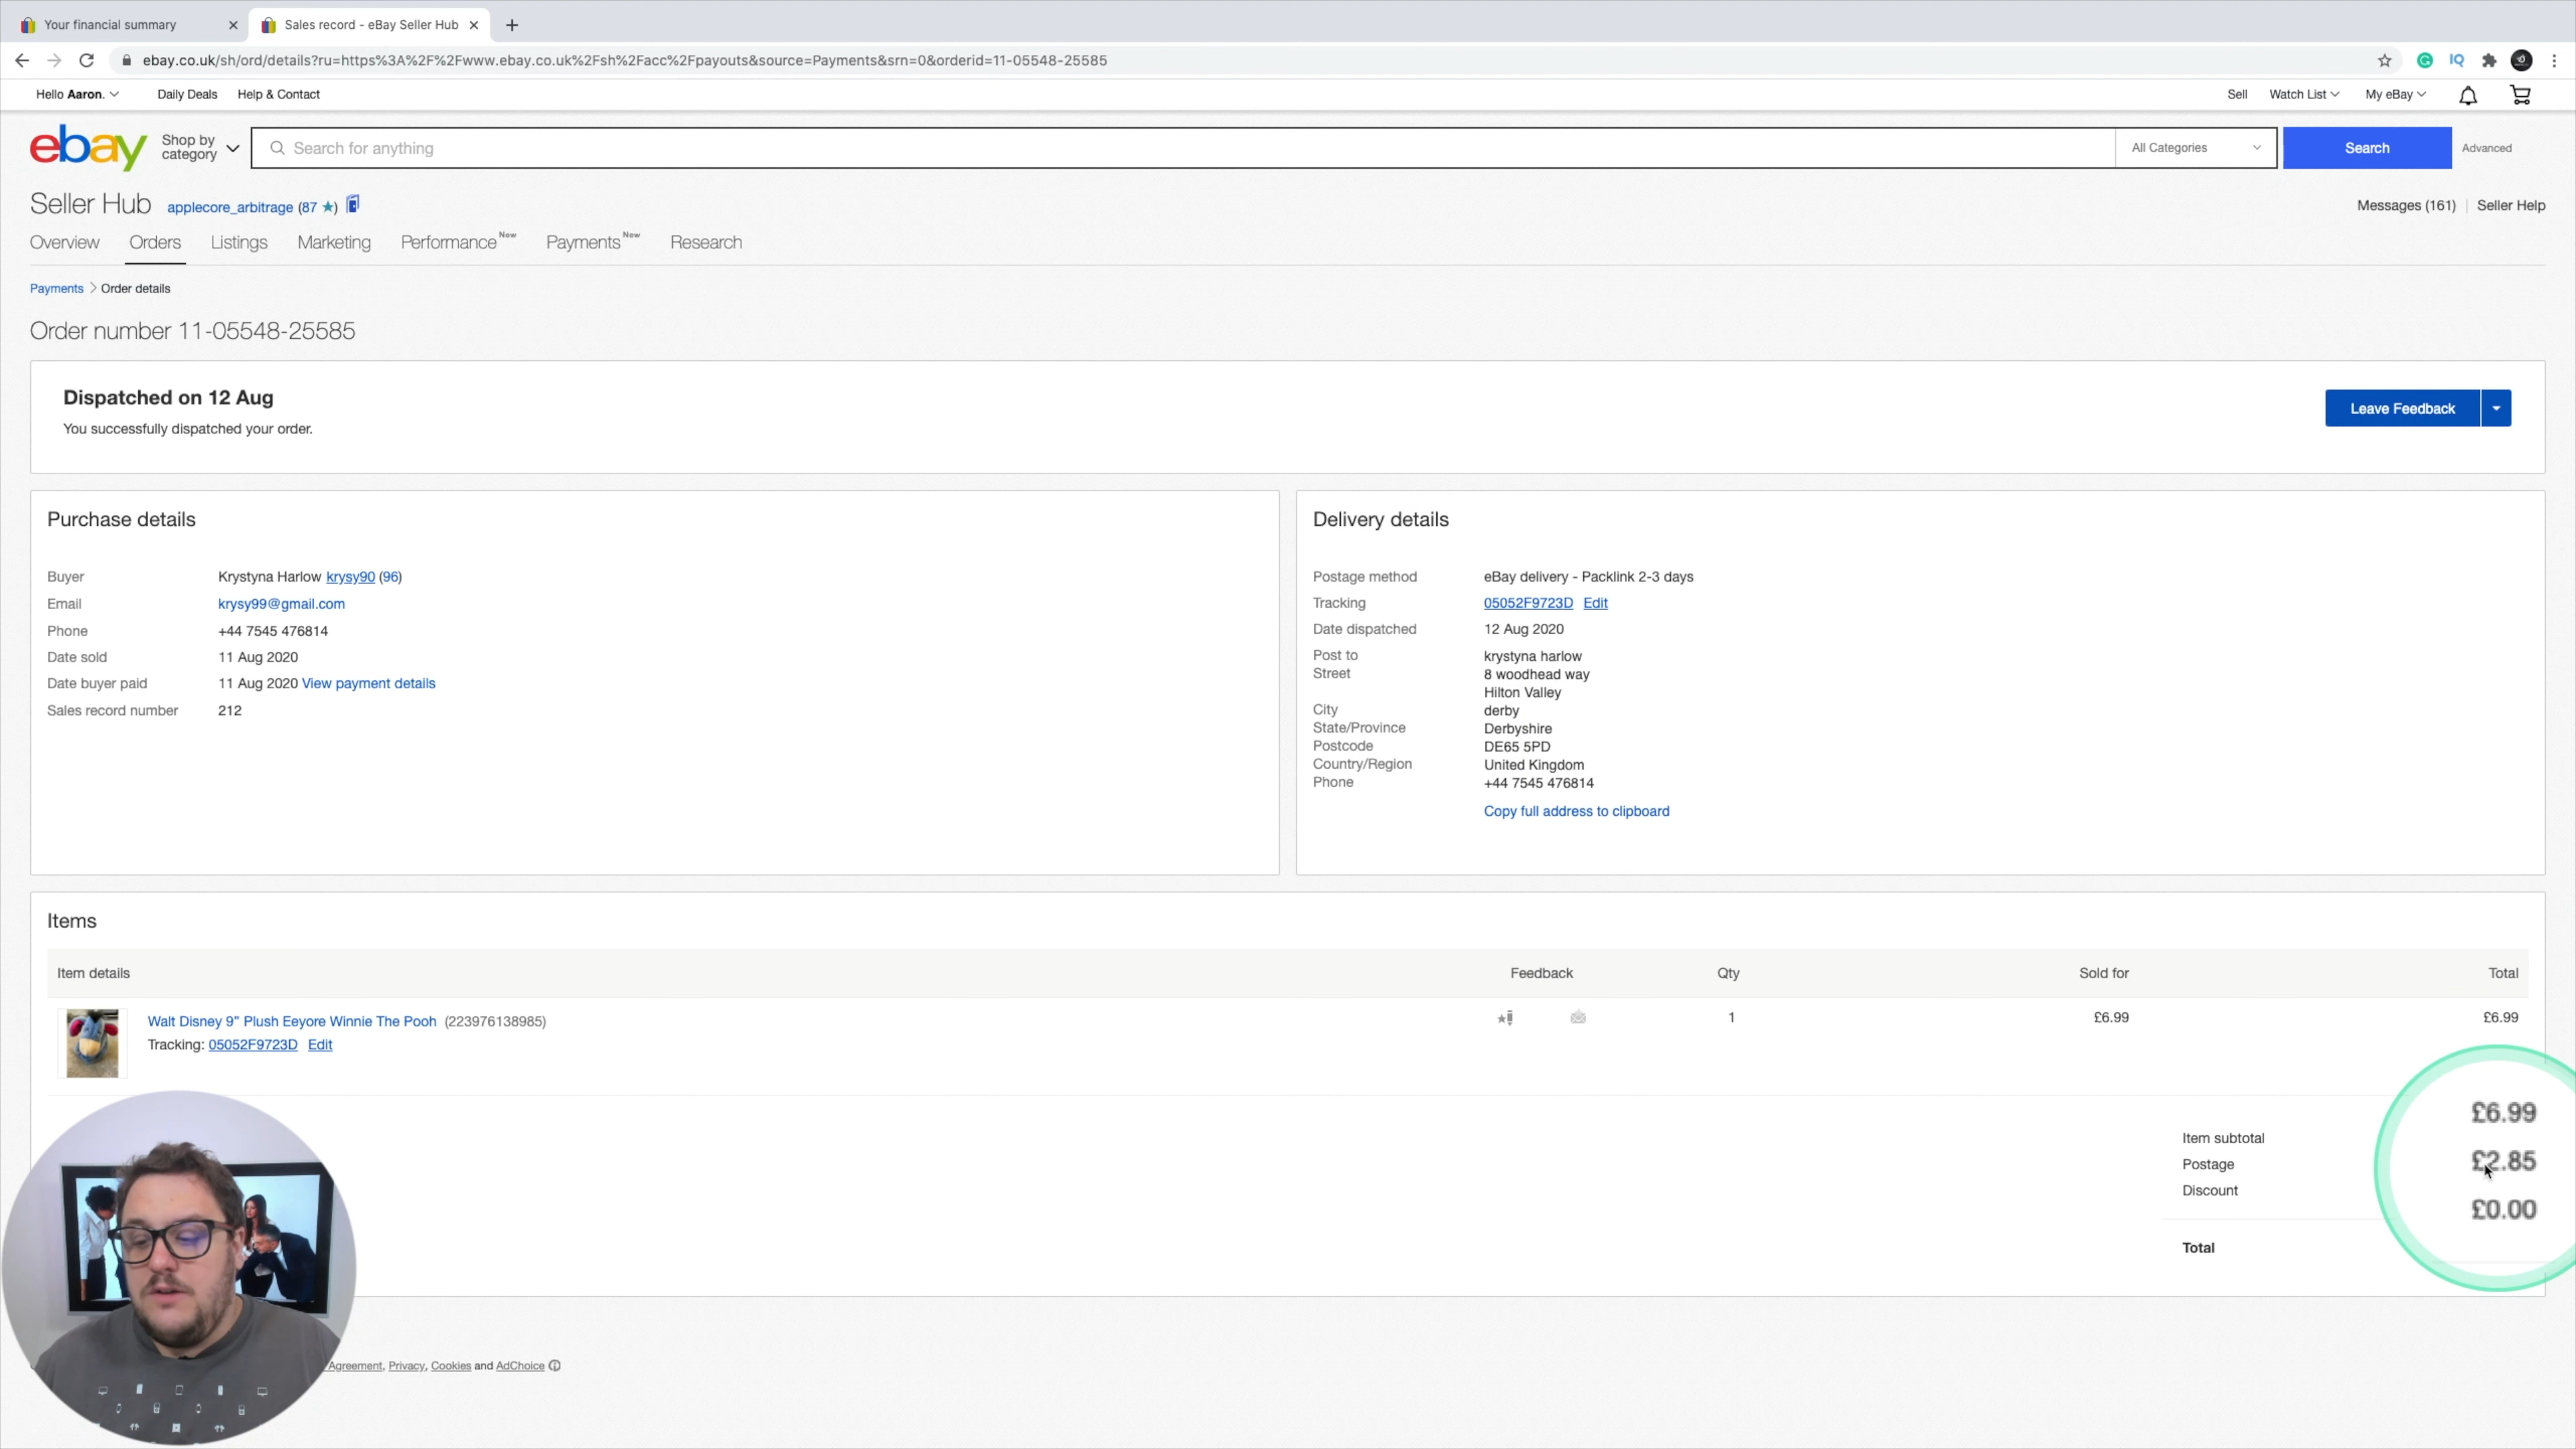 Your financial summary
Sales record - eBay Seller Hub
ebay.co.uk/sh/ord/details?ru=https%3A%2F%2Fwww.ebay.co.uk%2Fsh%2Facc%2Fpayouts&source=Payments&srn=0&orderid=11-05548-25585
IQ
Hello Aaron. Daily Deals Help & Contact
Sell Watch List My eBay
ebay
Shop by category
Search for anything
All Categories
Search
Advanced
Seller Hub applecore_arbitrage (87)
Messages (161) Seller Help
Overview Orders Listings Marketing Performance New Payments New Research
Payments > Order details
Order number 11-05548-25585
Dispatched on 12 Aug
You successfully dispatched your order.
Leave Feedback
Purchase details
Buyer Krystyna Harlow krysy90 (96)
Email krysy99@gmail.com
Phone +44 7545 476814
Date sold 11 Aug 2020
Date buyer paid 11 Aug 2020 View payment details
Sales record number 212
Delivery details
Postage method eBay delivery - Packlink 2-3 days
Tracking 05052F9723D Edit
Date dispatched 12 Aug 2020
Post to krystyna harlow
Street 8 woodhead way
Hilton Valley
City derby
State/Province Derbyshire
Postcode DE65 5PD
Country/Region United Kingdom
Phone +44 7545 476814
Copy full address to clipboard
Items
Item details Feedback Qty Sold for Total
Walt Disney 9" Plush Eeyore Winnie The Pooh (223976138985) 1 £6.99 £6.99
Tracking: 05052F9723D Edit
Item subtotal £6.99
Postage £2.85
Discount £0.00
Total
Agreement, Privacy, Cookies and AdChoice